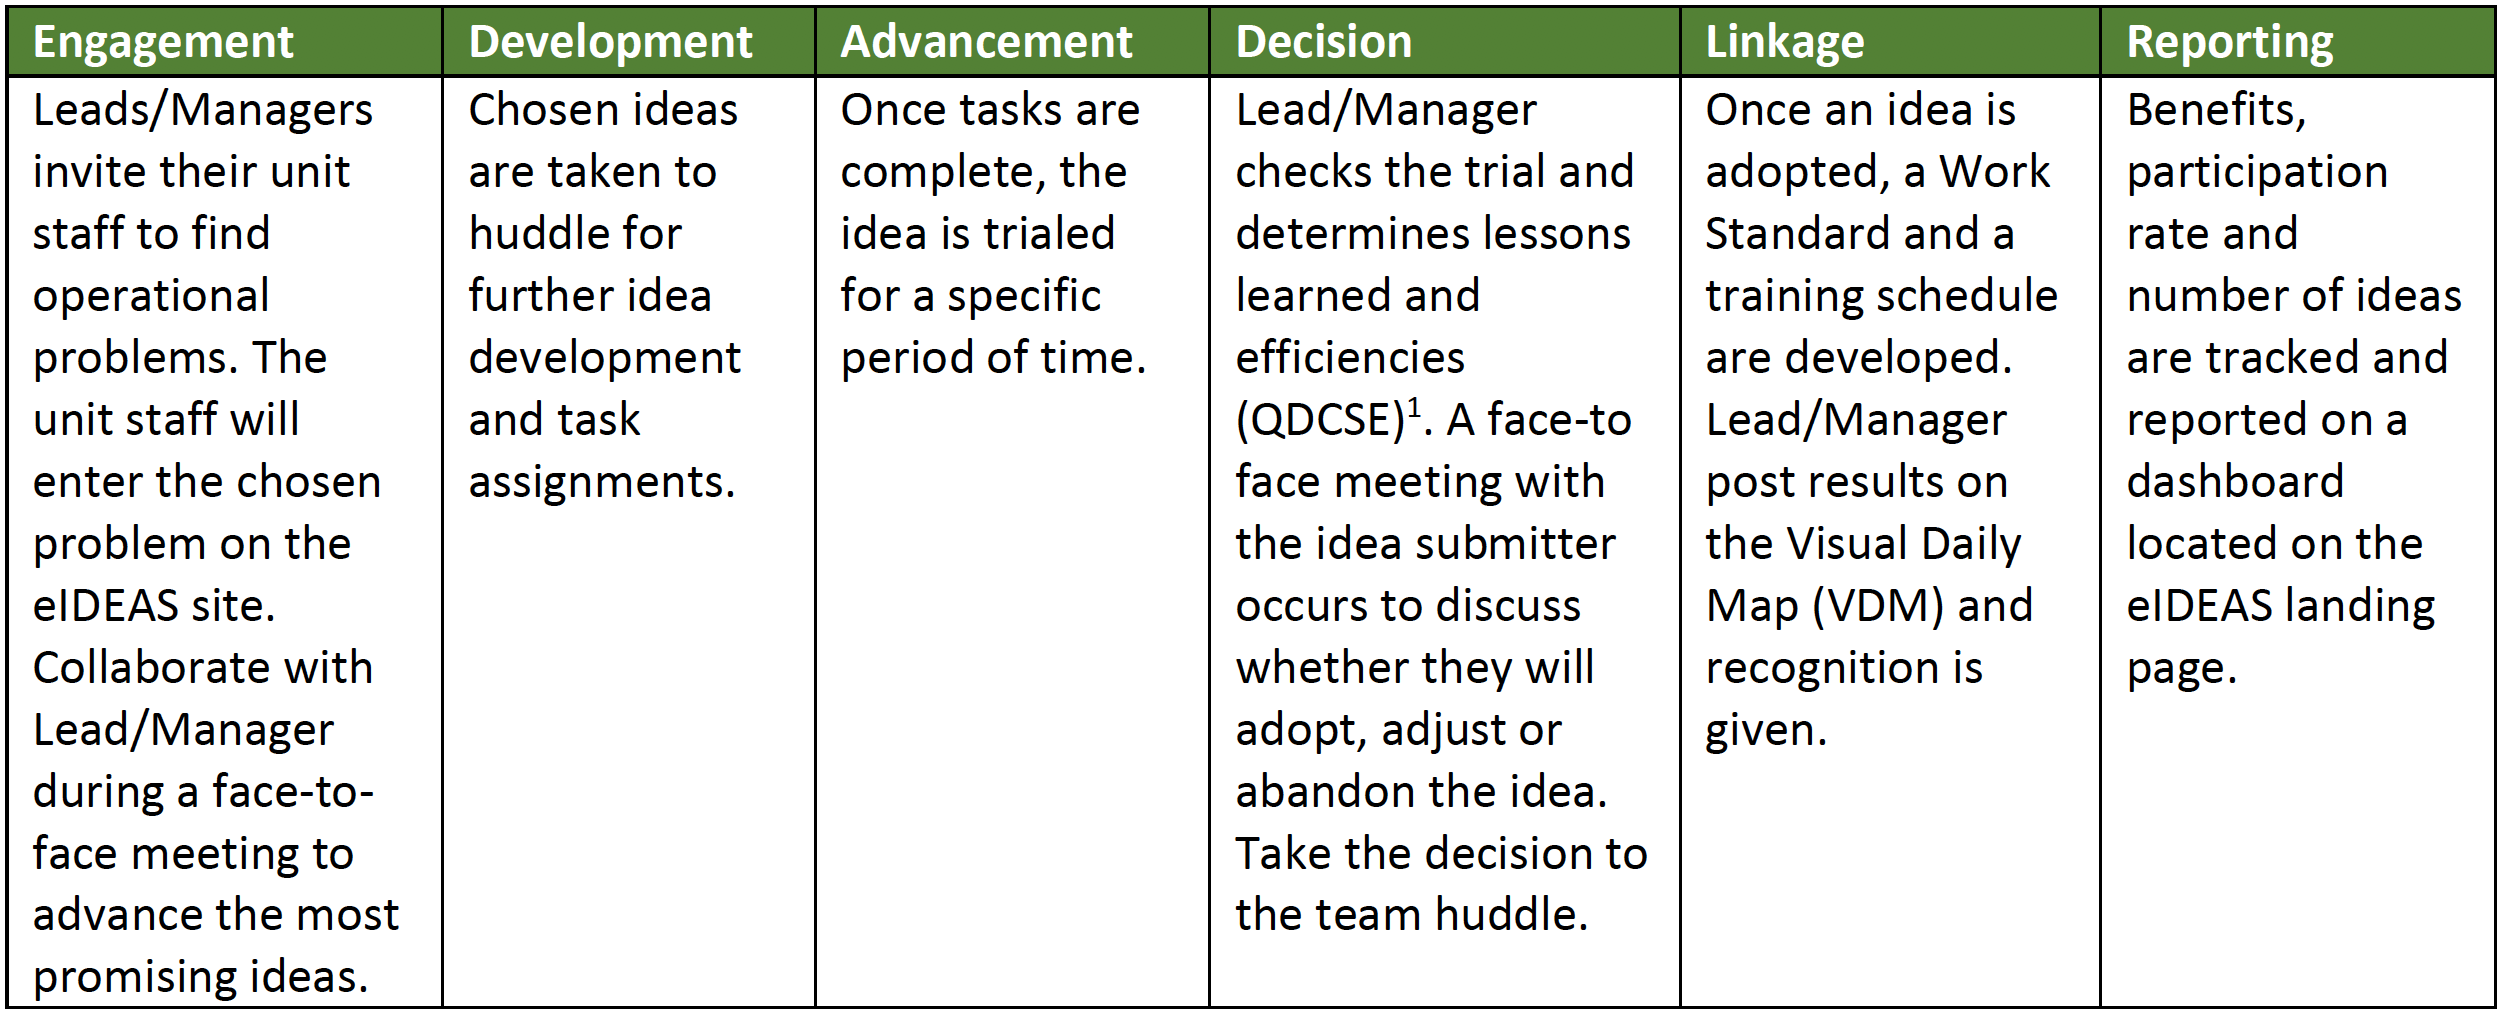 Engagement
Leads/Managers
invite their unit
staff to find
operational
problems. The
unit staff will
enter the chosen
problem on the
eIDEAS site.
Collaborate with
Lead/Manager
during a face-to-
face meeting to
advance the most
promising ideas.
Development
Chosen ideas
are taken to
huddle for
further idea
development
and task
assignments.
Advancement
Once tasks are
complete, the
idea is trialed
for a specific
period of time.
Decision
Lead/Manager
checks the trial and
determines lessons
learned and
efficiencies
(QDCSE)¹. A face-to
face meeting with
the idea submitter
occurs to discuss
whether they will
adopt, adjust or
abandon the idea.
Take the decision to
the team huddle.
Linkage
Once an idea is
adopted, a Work
Standard and a
training schedule
are developed.
Lead/Manager
post results on
the Visual Daily
Map (VDM) and
recognition is
given.
Reporting
Benefits,
participation
rate and
number of ideas
are tracked and
reported on a
dashboard
located on the
eIDEAS landing
page.